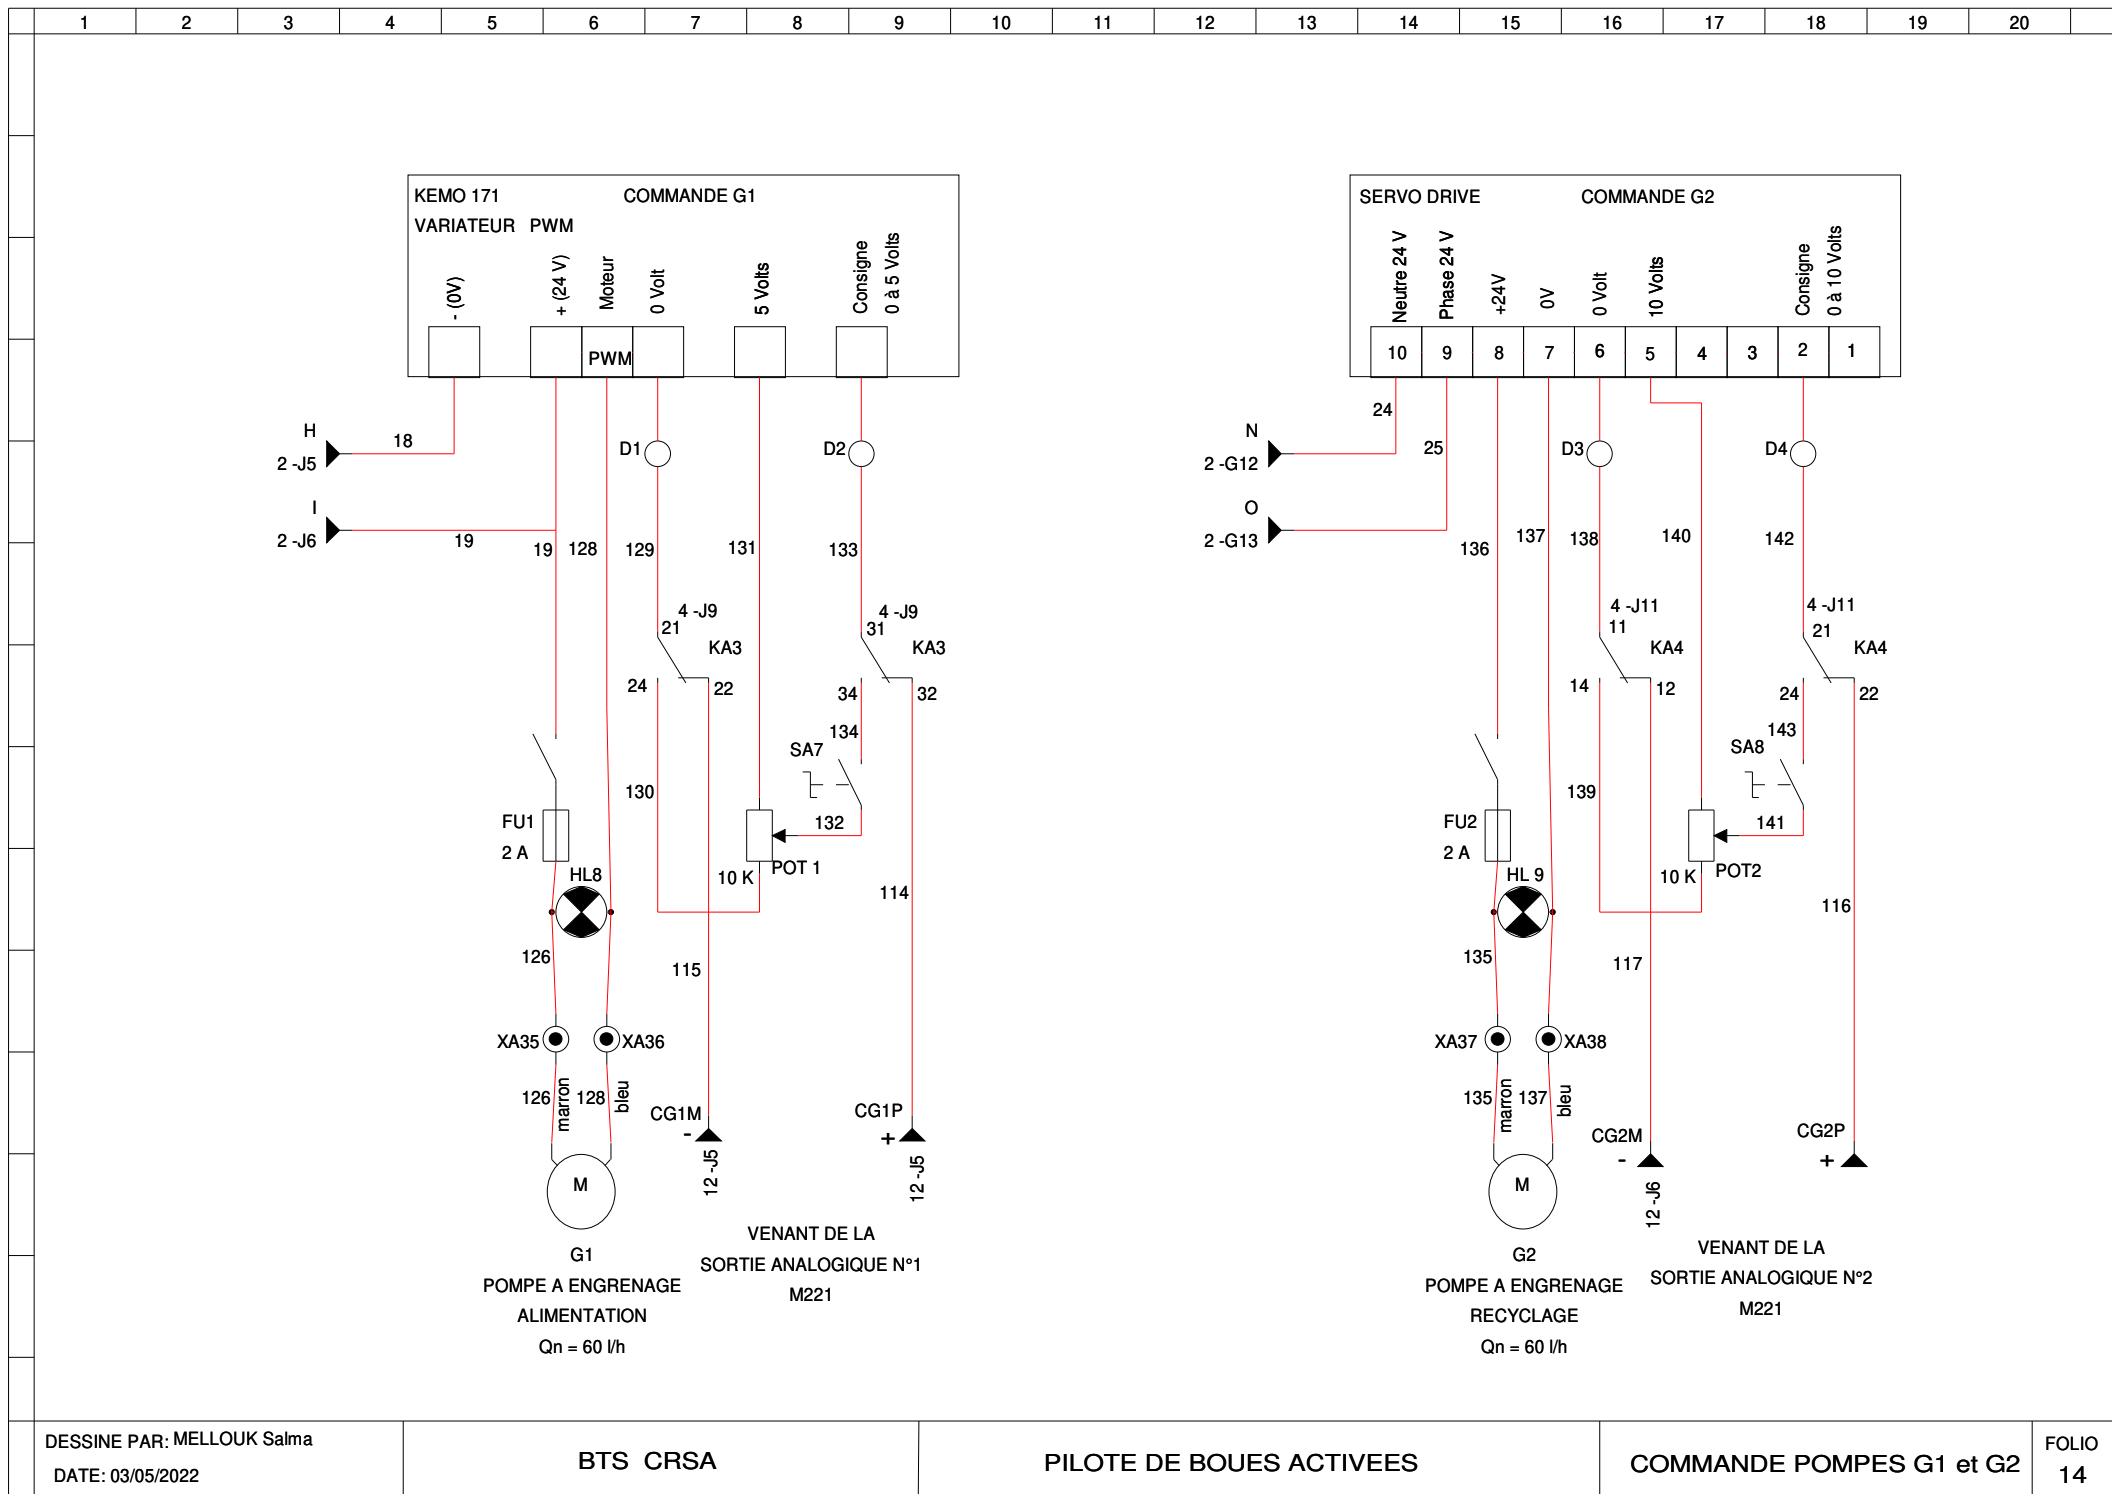 1 2 3 4 5 6 7 8 9 10 11 12 13 14 15 16 17 18 19 20
KEMO 171 COMMANDE G1
VARIATEUR PWM
- (0V)
+ (24 V)
Moteur
0 Volt
5 Volts
Consigne
0 à 5 Volts
PWM
H
2 -J5
18
I
2 -J6
19
19
128
D1
129
131
D2
133
4 -J9
21
KA3
24
22
4 -J9
31
KA3
34
32
134
SA7
130
132
FU1
2 A
HL8
10 K
POT 1
114
126
115
XA35
XA36
126
marron
128
bleu
CG1M
-
12 -J5
CG1P
+
12 -J5
M
G1
POMPE A ENGRENAGE
ALIMENTATION
Qn = 60 l/h
VENANT DE LA
SORTIE ANALOGIQUE N°1
M221
SERVO DRIVE COMMANDE G2
Neutre 24 V
Phase 24 V
+24V
0V
0 Volt
10 Volts
Consigne
0 à 10 Volts
10 9 8 7 6 5 4 3 2 1
24
N
2 -G12
25
O
2 -G13
136
137
D3
138
140
D4
142
4 -J11
11
KA4
14
12
4 -J11
21
KA4
24
22
143
SA8
139
141
FU2
2 A
HL 9
10 K
POT2
116
135
117
XA37
XA38
135
marron
137
bleu
CG2M
-
12 -J6
CG2P
+
M
G2
POMPE A ENGRENAGE
RECYCLAGE
Qn = 60 l/h
VENANT DE LA
SORTIE ANALOGIQUE N°2
M221
DESSINE PAR: MELLOUK Salma
DATE: 03/05/2022
BTS CRSA
PILOTE DE BOUES ACTIVEES
COMMANDE POMPES G1 et G2
FOLIO
14